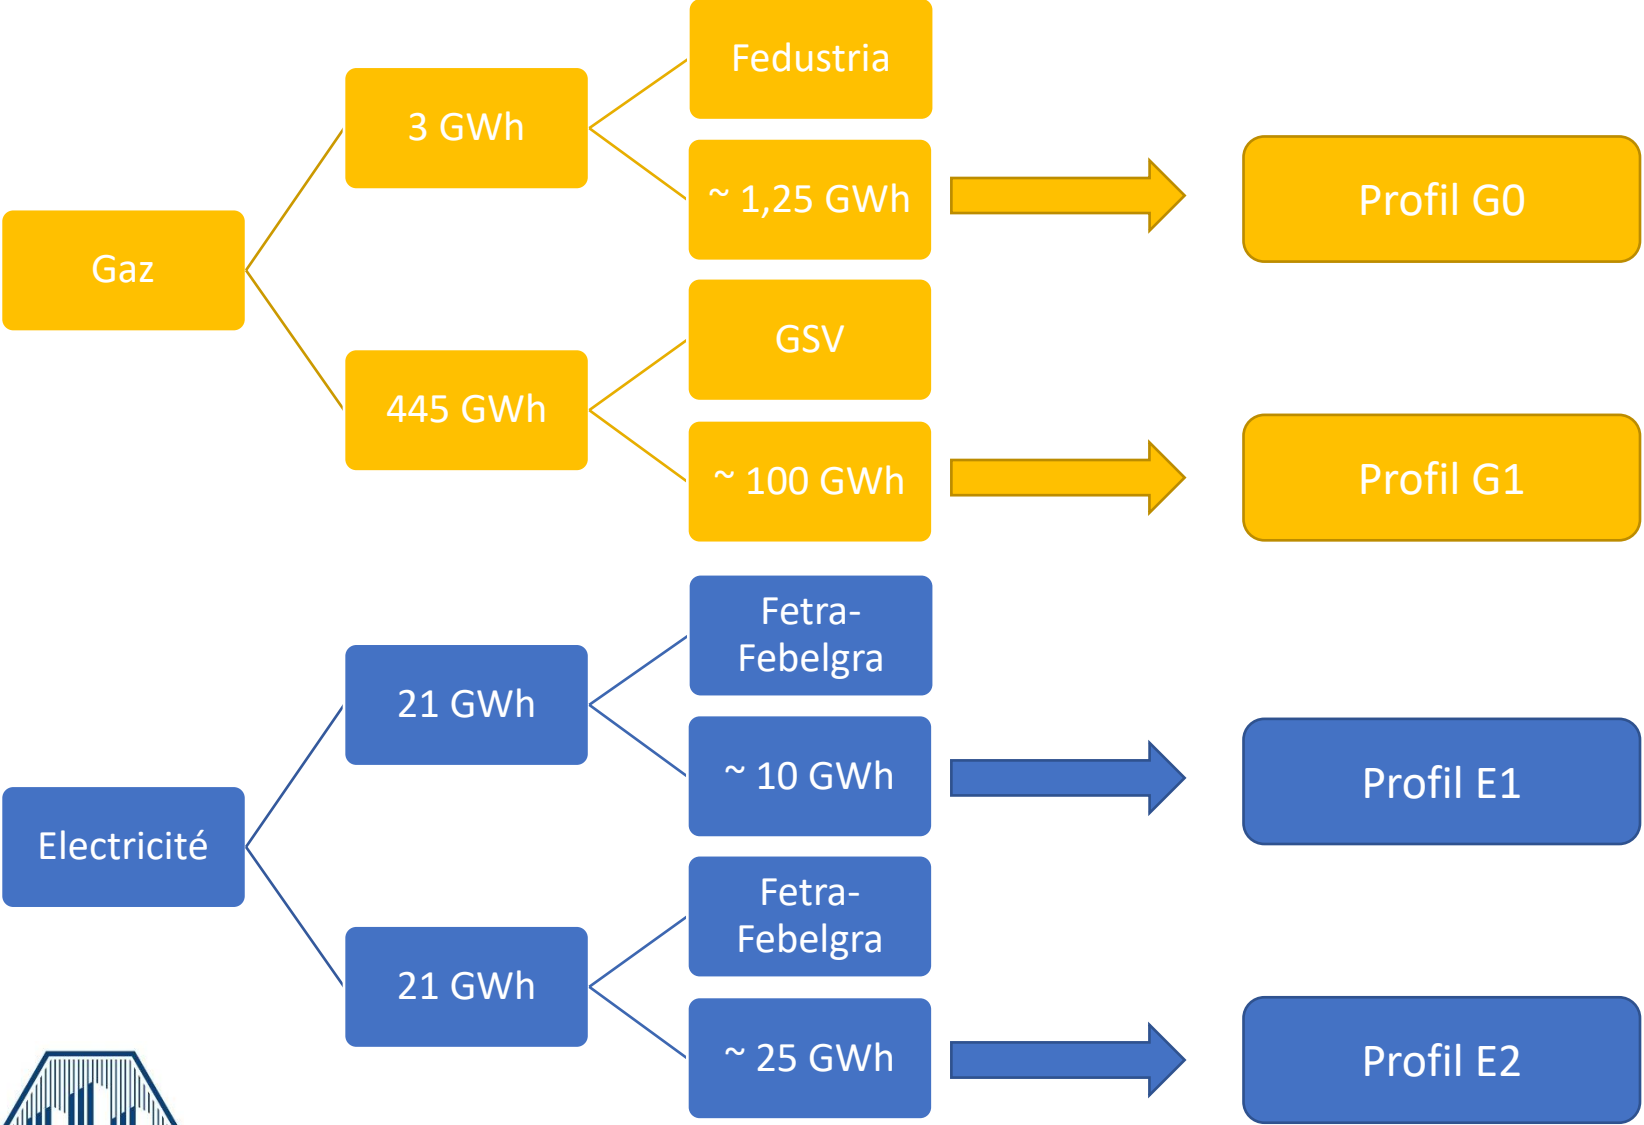 Fedustria
3 GWh
~ 1,25 GWh
Profil G0
Gaz
GSV
445 GWh
~ 100 GWh
Profil G1
Fetra-
Febelgra
21 GWh
~ 10 GWh
Profil E1
Electricité
Fetra-
Febelgra
21 GWh
~ 25 GWh
Profil E2